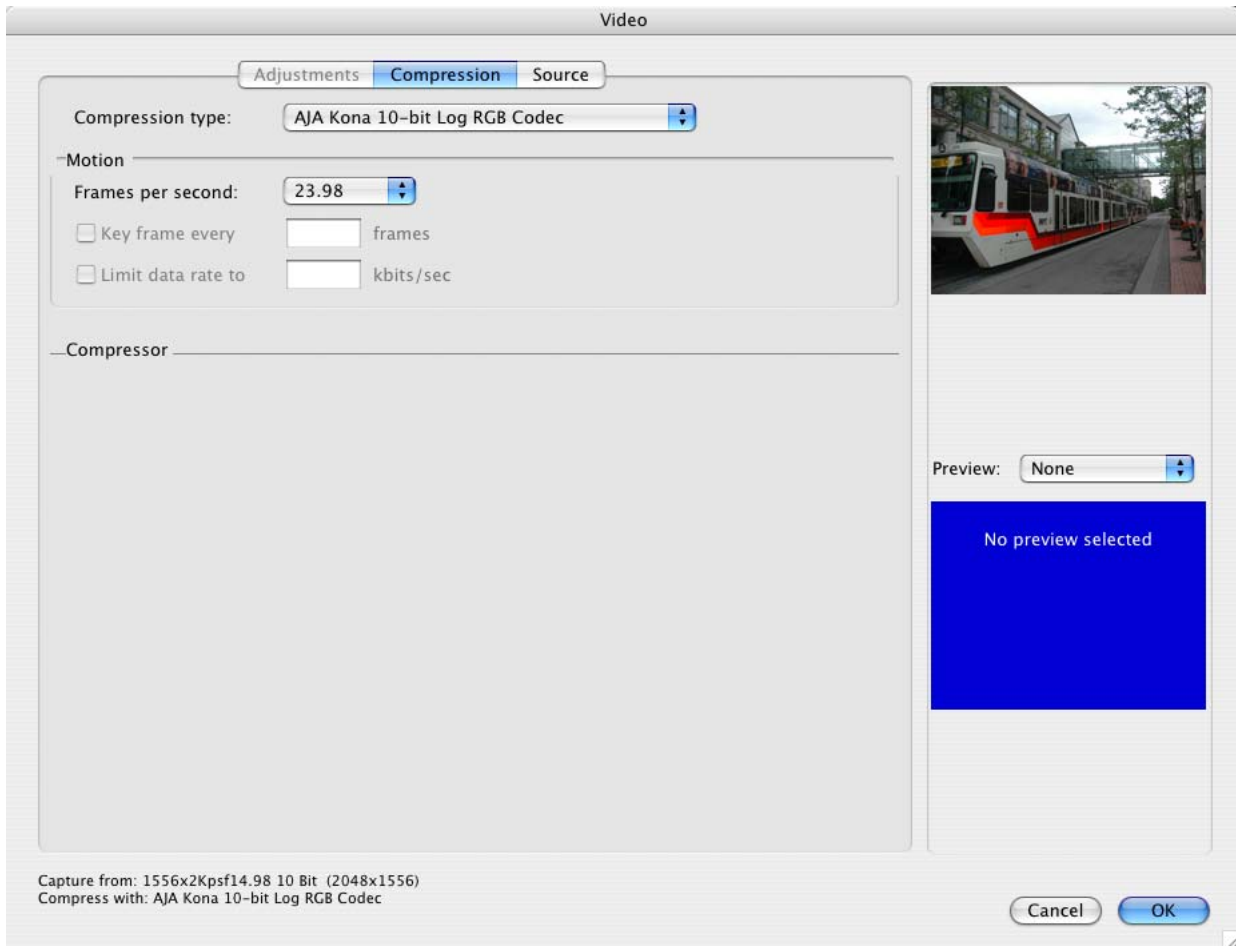 Video
Adjustments Compression Source
Compression type: AJA Kona 10-bit Log RGB Codec
Motion
Frames per second: 23.98
Key frame every frames
Limit data rate to kbits/sec
Compressor
Preview: None
No preview selected
Capture from: 1556x2Kpsf14.98 10 Bit (2048x1556)
Compress with: AJA Kona 10-bit Log RGB Codec
Cancel OK